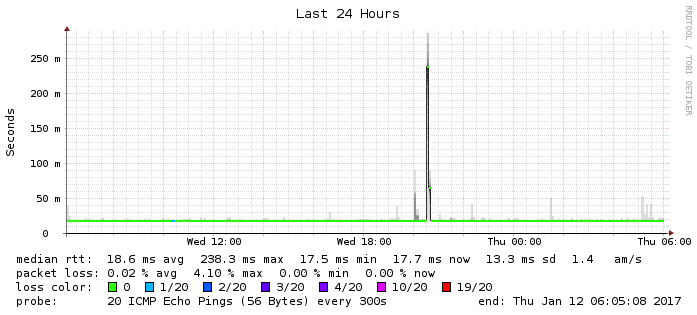 Last 24 Hours
RRDTOOL / TOBI OETIKER
Seconds
250 m
200 m
150 m
100 m
50 m
0
Wed 12:00 Wed 18:00 Thu 00:00 Thu 06:00
median rtt: 18.6 ms avg 238.3 ms max 17.5 ms min 17.7 ms now 13.3 ms sd 1.4 am/s
packet loss: 0.02 % avg 4.10 % max 0.00 % min 0.00 % now
loss color: 0 1/20 2/20 3/20 4/20 10/20 19/20
probe: 20 ICMP Echo Pings (56 Bytes) every 300s end: Thu Jan 12 06:05:08 2017